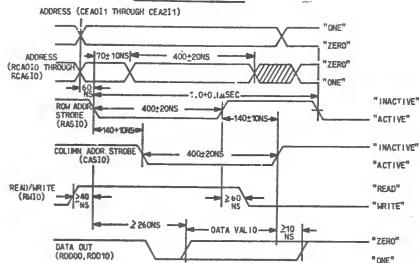 ADDRESS (CEA0I1 THROUGH CEA2I1)
"ONE"
"ZERO"
ADDRESS
(RCA0I0 THROUGH
RCA6I0)
70±10NS
400±20NS
"ZERO"
"ONE"
60
NS
1.0+0.1µSEC
ROW ADDR
STROBE (RASI0)
400±20NS
140±10NS
"INACTIVE"
"ACTIVE"
140+10NS
COLUMN ADDR. STROBE (CASI0)
400±20NS
"INACTIVE"
"ACTIVE"
READ/WRITE
(RWI0)
≥40
NS
≥60
NS
"READ"
"WRITE"
≥260NS
DATA VALID
≥10
NS
DATA OUT
(RDD00,RDD10)
"ZERO"
"ONE"